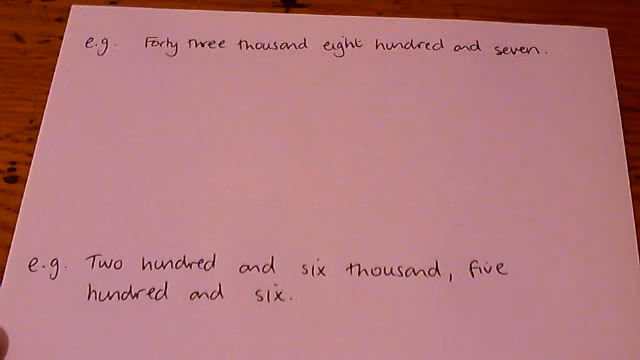 e.g. Forty three thousand eight hundred and seven.
e.g. Two hundred and six thousand, five
hundred and six.